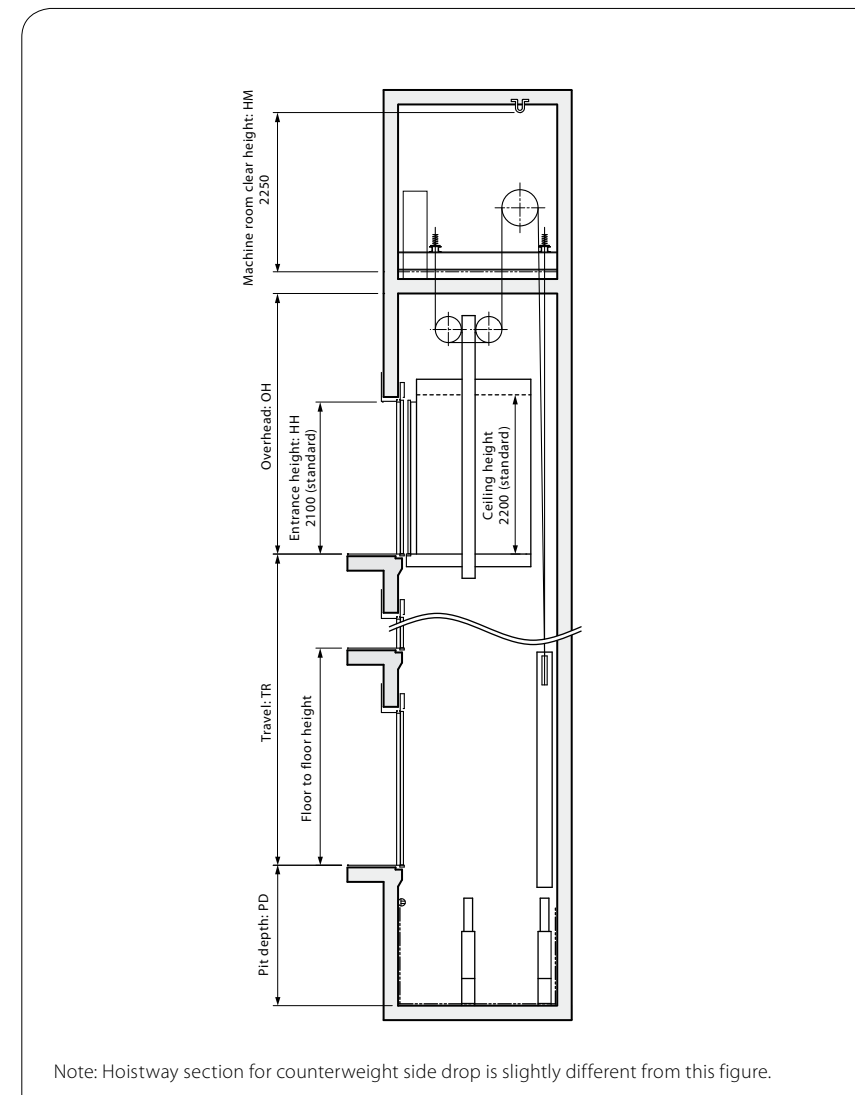 Machine room clear height: HM
2250
Overhead: OH
Entrance height: HH
2100 (standard)
Ceiling height
2200 (standard)
Travel: TR
Floor to floor height
Pit depth: PD
Note: Hoistway section for counterweight side drop is slightly different from this figure.